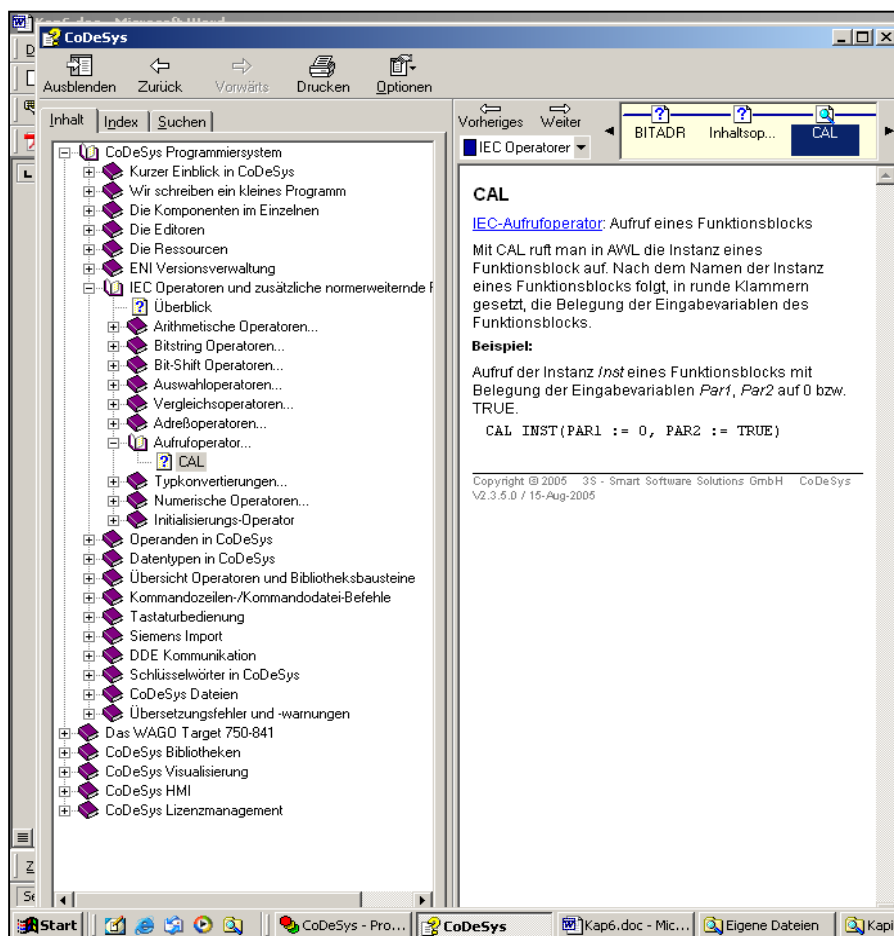 Kap6.doc - Microsoft Word
CoDeSys
Ausblenden Zurück Vorwärts Drucken Optionen
Inhalt Index Suchen
CoDeSys Programmiersystem
Kurzer Einblick in CoDeSys
Wir schreiben ein kleines Programm
Die Komponenten im Einzelnen
Die Editoren
Die Ressourcen
ENI Versionsverwaltung
IEC Operatoren und zusätzliche normerweiternde F
Überblick
Arithmetische Operatoren...
Bitstring Operatoren...
Bit-Shift Operatoren...
Auswahloperatoren...
Vergleichsoperatoren...
Adreßoperatoren...
Aufrufoperator...
CAL
Typkonvertierungen...
Numerische Operatoren...
Initialisierungs-Operator
Operanden in CoDeSys
Datentypen in CoDeSys
Übersicht Operatoren und Bibliotheksbausteine
Kommandozeilen-/Kommandodatei-Befehle
Tastaturbedienung
Siemens Import
DDE Kommunikation
Schlüsselwörter in CoDeSys
CoDeSys Dateien
Übersetzungsfehler und -warnungen
Das WAGO Target 750-841
CoDeSys Bibliotheken
CoDeSys Visualisierung
CoDeSys HMI
CoDeSys Lizenzmanagement
Vorheriges Weiter
IEC Operatorer
BITADR Inhaltsop... CAL
CAL
IEC-Aufrufoperator: Aufruf eines Funktionsblocks
Mit CAL ruft man in AWL die Instanz eines
Funktionsblock auf. Nach dem Namen der Instanz
eines Funktionsblocks folgt, in runde Klammern
gesetzt, die Belegung der Eingabevariablen des
Funktionsblocks.
Beispiel:
Aufruf der Instanz Inst eines Funktionsblocks mit
Belegung der Eingabevariablen Par1, Par2 auf 0 bzw.
TRUE.
CAL INST(PAR1 := 0, PAR2 := TRUE)
Copyright © 2005 3S - Smart Software Solutions GmbH CoDeSys
V2.3.5.0 / 15-Aug-2005
Start CoDeSys - Pro... CoDeSys Kap6.doc - Mic... Eigene Dateien Kapi